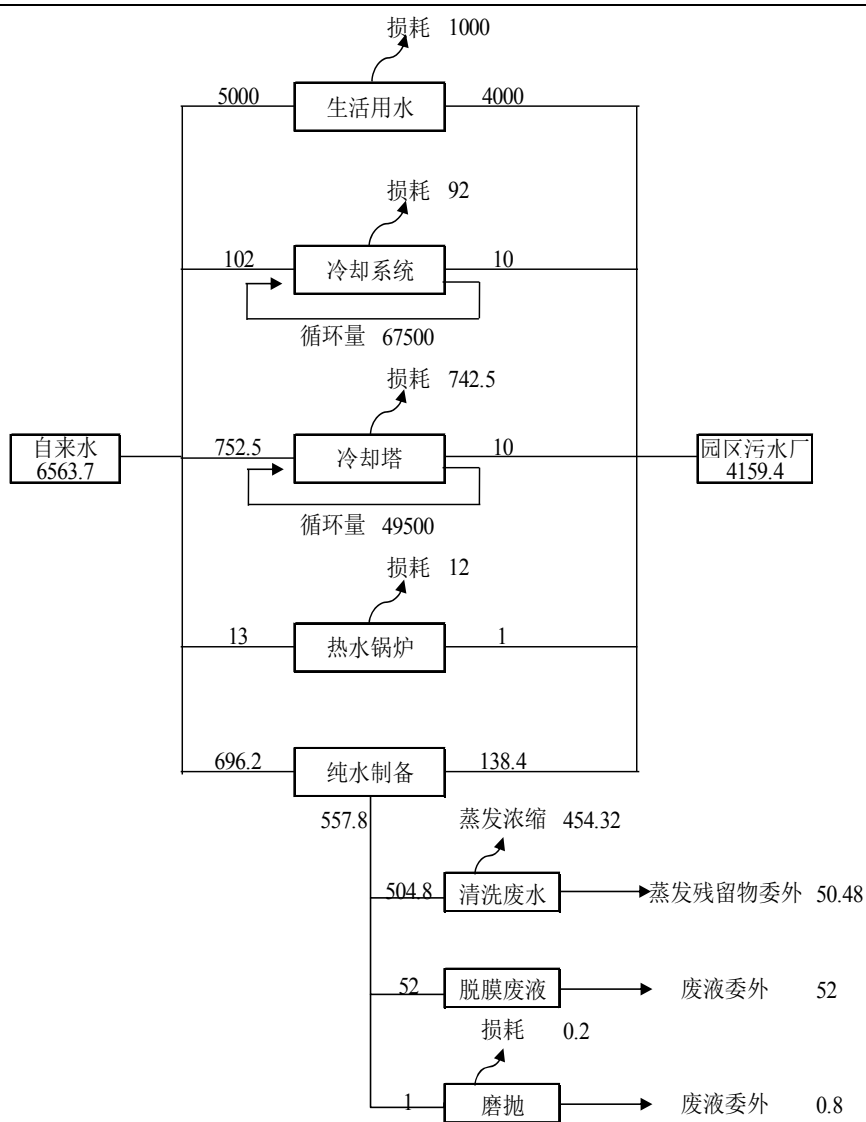 损耗 1000
5000 生活用水 4000
损耗 92
102 冷却系统 10
循环量 67500
损耗 742.5
自来水 6563.7
752.5 冷却塔 10
园区污水厂 4159.4
循环量 49500
损耗 12
13 热水锅炉 1
696.2 纯水制备 138.4
557.8
蒸发浓缩 454.32
504.8 清洗废水 蒸发残留物委外 50.48
52 脱膜废液 废液委外 52
损耗 0.2
1 磨抛 废液委外 0.8